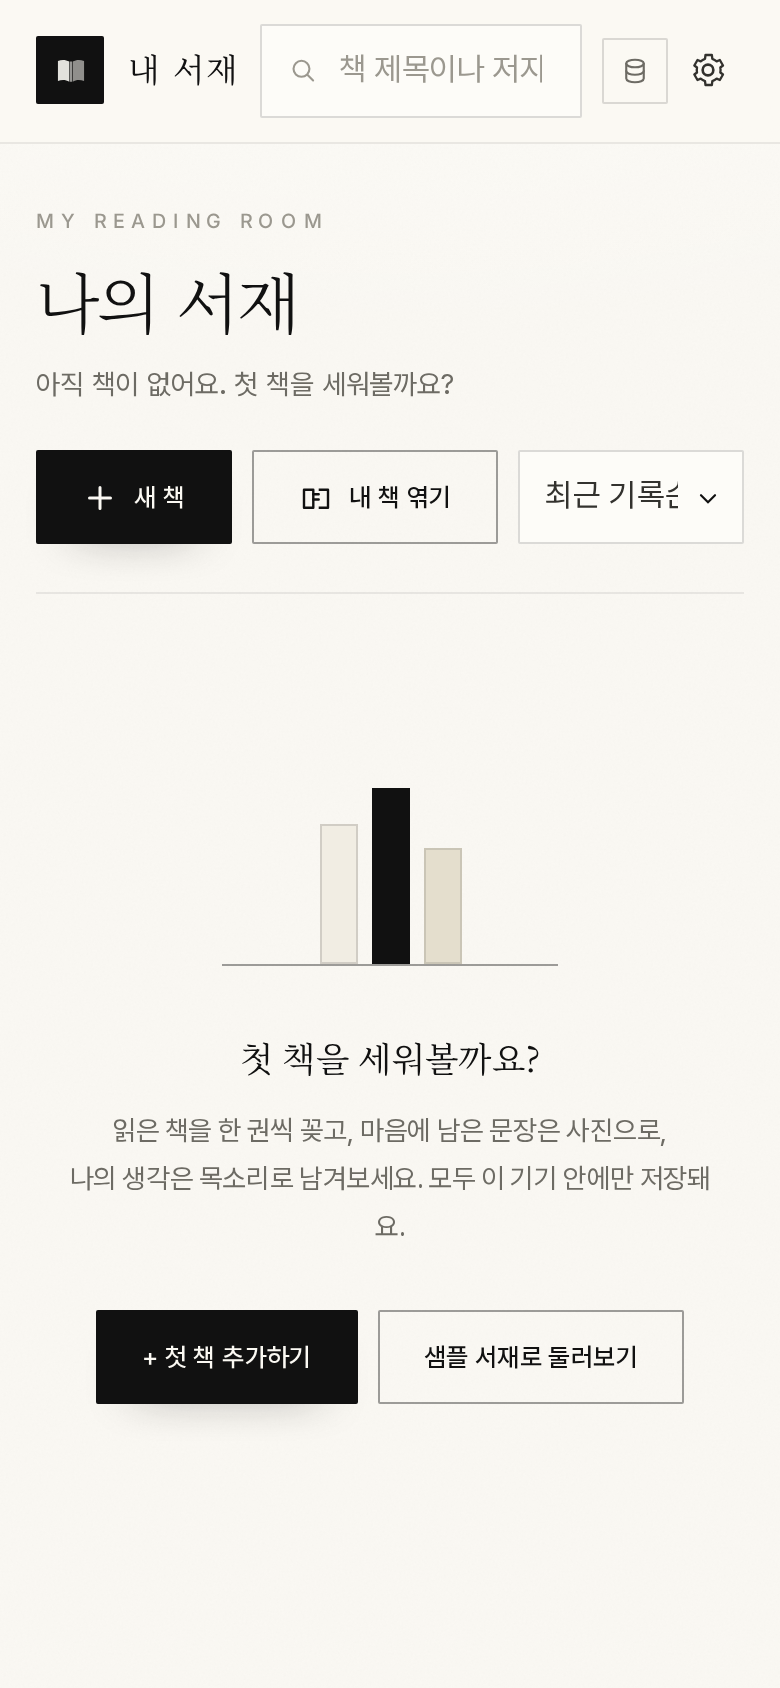 내 서재
책 제목이나 저자
MY READING ROOM
나의 서재
아직 책이 없어요. 첫 책을 세워볼까요?
새 책
내 책 엮기
최근 기록순
첫 책을 세워볼까요?
읽은 책을 한 권씩 꽂고, 마음에 남은 문장은 사진으로,
나의 생각은 목소리로 남겨보세요. 모두 이 기기 안에만 저장돼
요.
+ 첫 책 추가하기
샘플 서재로 둘러보기